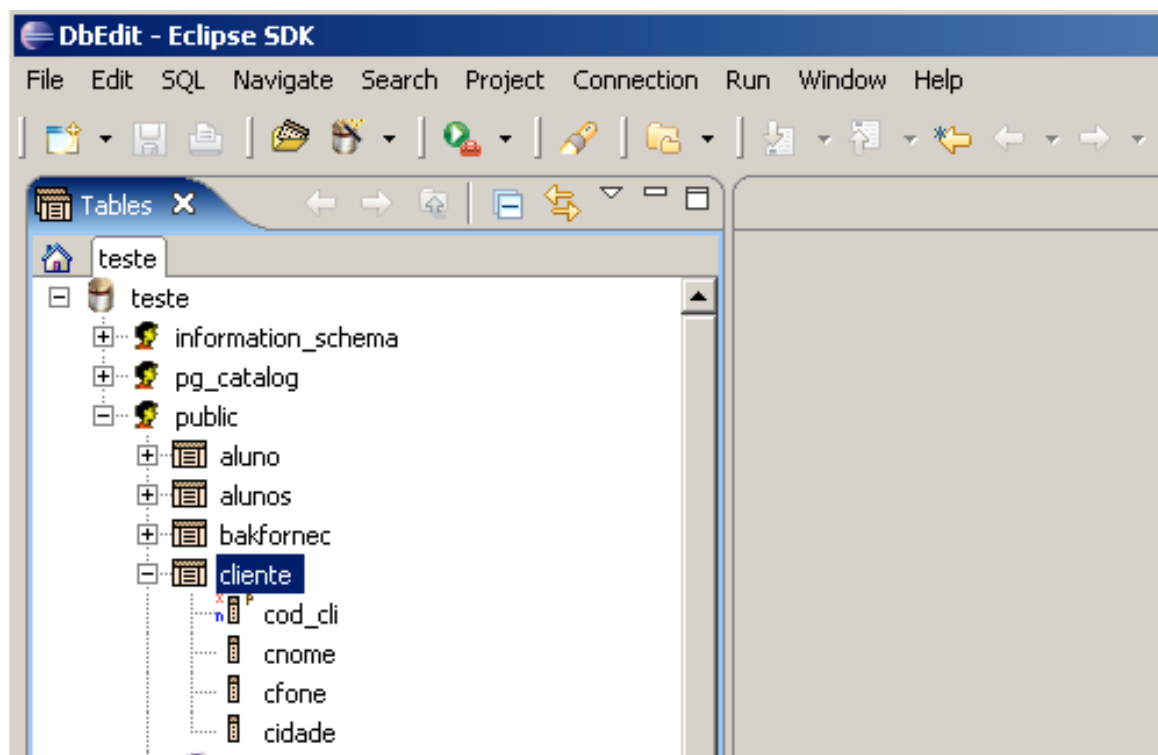 DbEdit - Eclipse SDK
File Edit SQL Navigate Search Project Connection Run Window Help
Tables
teste
teste
information_schema
pg_catalog
public
aluno
alunos
bakfornec
cliente
cod_cli
cnome
cfone
cidade